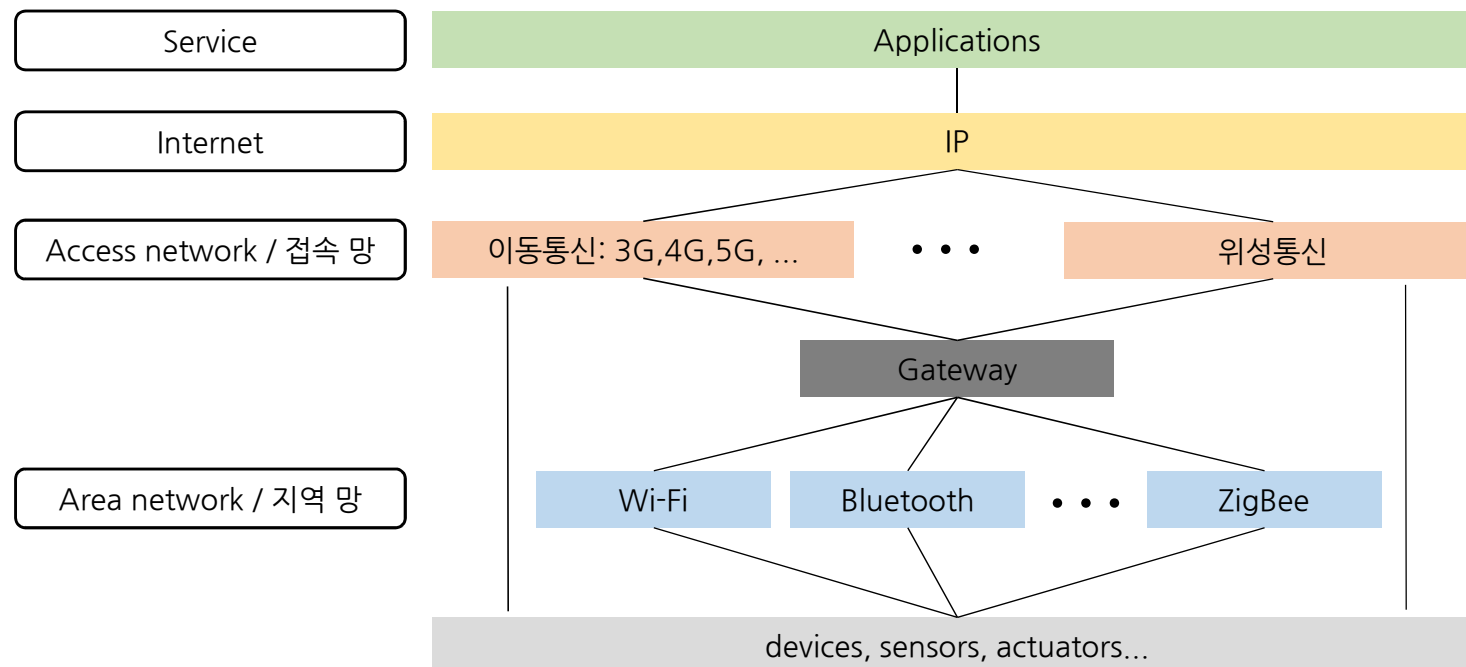 Service
Applications
Internet
IP
Access network / 접속 망
이동통신: 3G,4G,5G, ...
• • •
위성통신
Gateway
Area network / 지역 망
Wi-Fi
Bluetooth
• • •
ZigBee
devices, sensors, actuators...